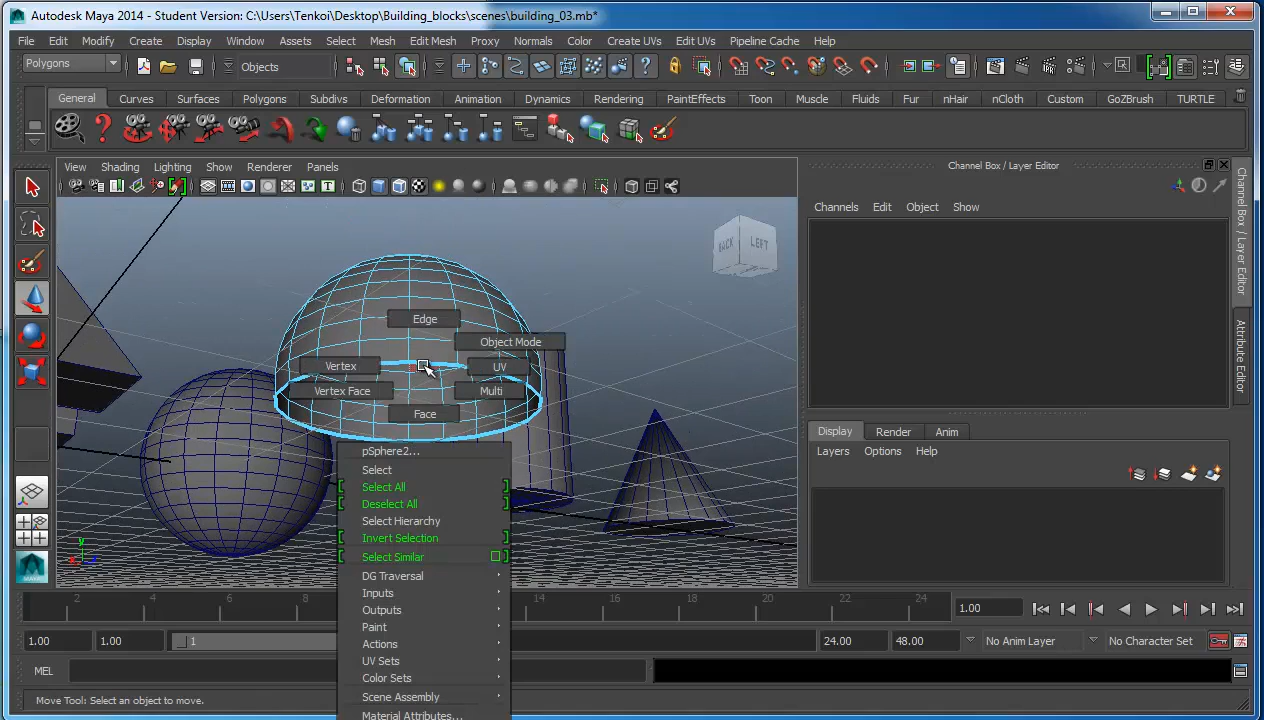 Autodesk Maya 2014 - Student Version: C:\Users\Tenkoi\Desktop\Building_blocks\scenes\building_03.mb*
File Edit Modify Create Display Window Assets Select Mesh Edit Mesh Proxy Normals Color Create UVs Edit UVs Pipeline Cache Help
Polygons Objects
General Curves Surfaces Polygons Subdivs Deformation Animation Dynamics Rendering PaintEffects Toon Muscle Fluids Fur nHair nCloth Custom GoZBrush TURTLE
View Shading Lighting Show Renderer Panels
Channel Box / Layer Editor
Channels Edit Object Show
BACK LEFT
Channel Box / Layer Editor
Attribute Editor
Edge
Object Mode
Vertex UV
Vertex Face Multi
Face
pSphere2...
Select
Select All
Deselect All
Select Hierarchy
Invert Selection
Select Similar
DG Traversal
Inputs
Outputs
Paint
Actions
UV Sets
Color Sets
Scene Assembly
Material Attributes...
Display Render Anim
Layers Options Help
y
2 4 6 8 14 16 18 20 22 24
1.00
1.00 1.00 1 24.00 48.00 No Anim Layer No Character Set
MEL
Move Tool: Select an object to move.